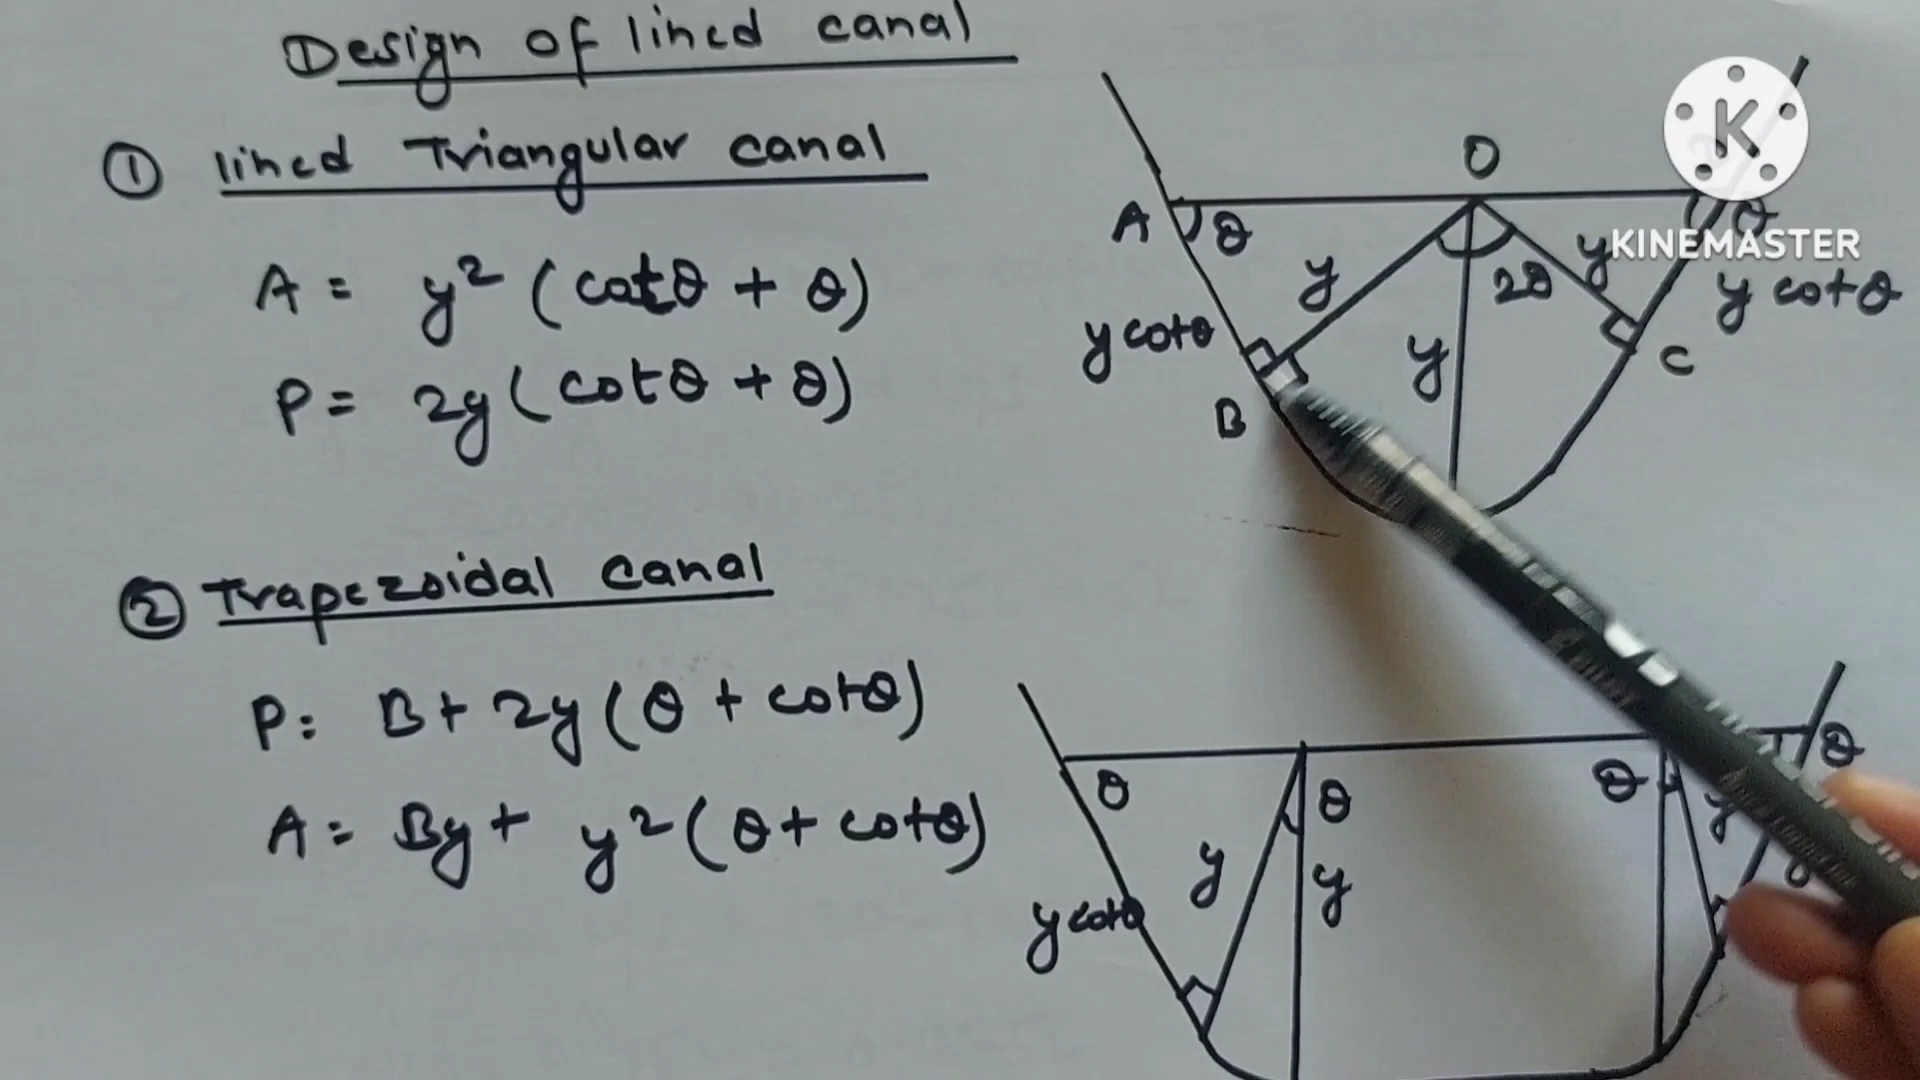 Design of lined canal
① lined Triangular canal
A = y² (cotθ + θ)
P = 2y (cotθ + θ)
② Trapezoidal Canal
P = B + 2y (θ + cotθ)
A = By + y² (θ + cotθ)
O
A θ
θ
y
2θ
y
y cotθ
y cotθ
y
B
C
K
KINEMASTER
θ
θ
θ
θ
y
y
y
y cotθ
y